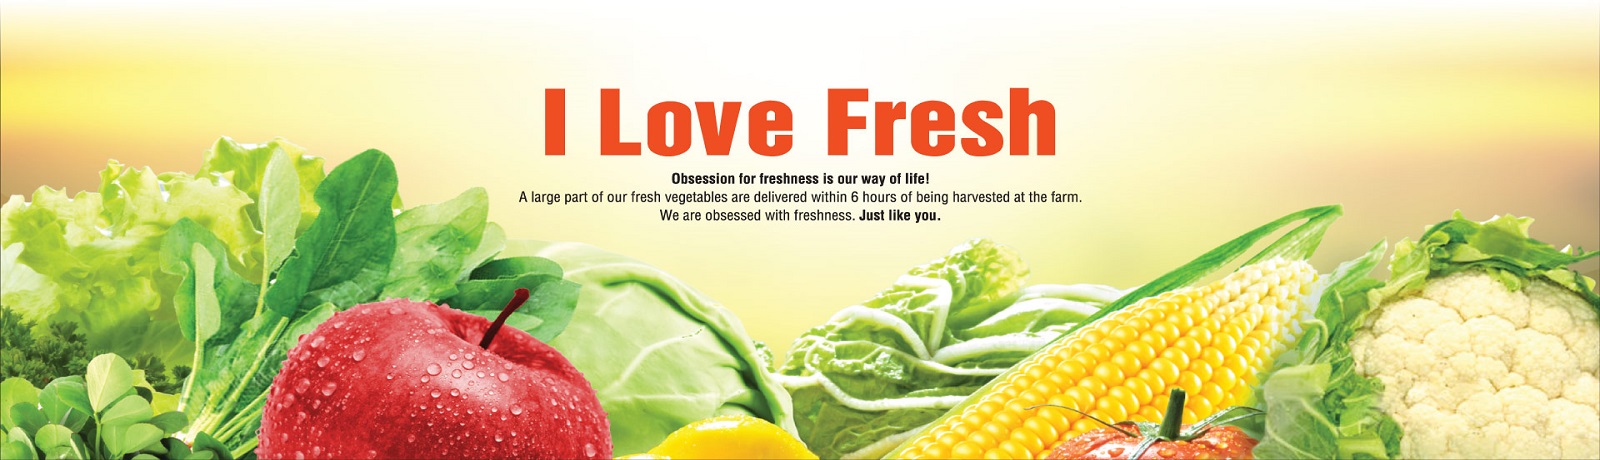 I Love Fresh
Obsession for freshness is our way of life!
A large part of our fresh vegetables are delivered within 6 hours of being harvested at the farm.
We are obsessed with freshness. Just like you.